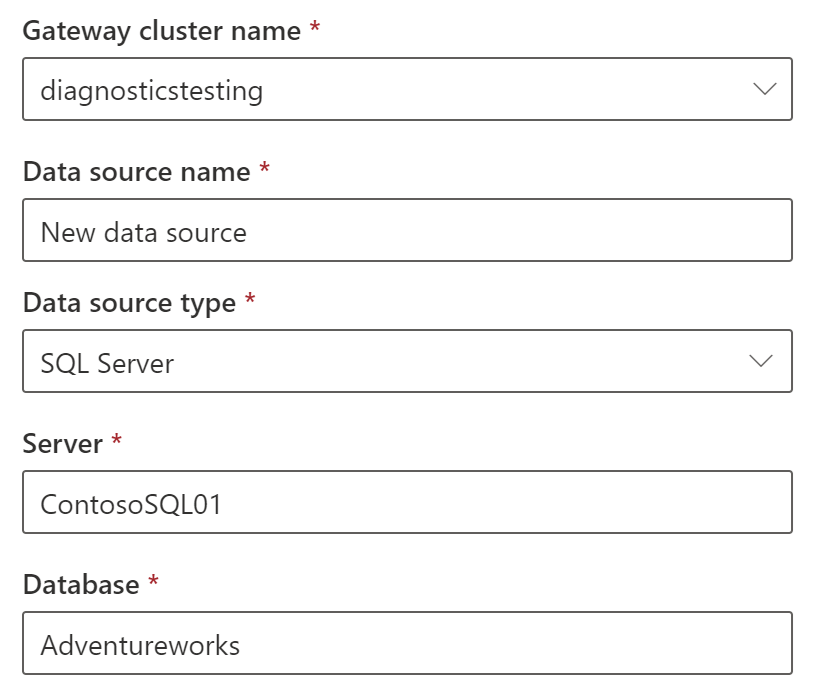 Gateway cluster name *
diagnosticstesting
Data source name *
New data source
Data source type *
SQL Server
Server *
ContosoSQL01
Database *
Adventureworks